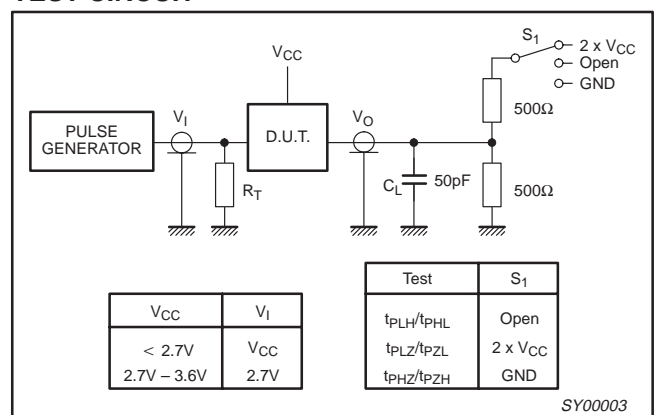 TEST CIRCUIT
S1
2 x VCC
Open
GND
VCC
500Ω
PULSE
GENERATOR
VI
D.U.T.
VO
RT
CL
50pF
500Ω
VCC VI
< 2.7V VCC
2.7V – 3.6V 2.7V
Test S1
tPLH/tPHL Open
tPLZ/tPZL 2 x VCC
tPHZ/tPZH GND
SY00003